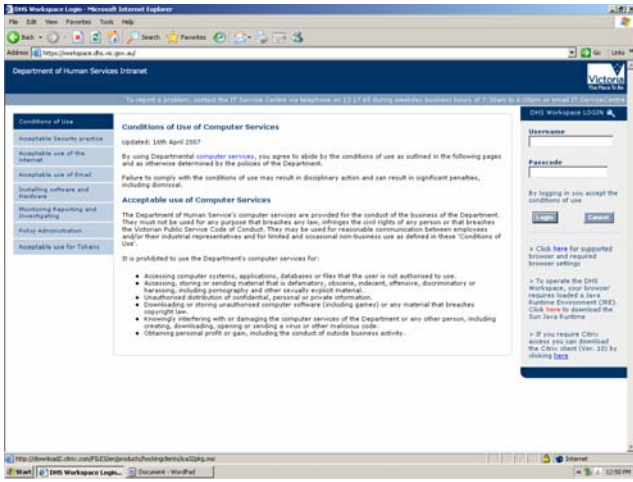 DHS Workspace Login - Microsoft Internet Explorer
File Edit View Favorites Tools Help
Back Search Favorites
Address https://workspace.dhs.vic.gov.au/ Go Links
Department of Human Services Intranet
Victoria
The Place To Be
To report a problem, contact the IT Service Centre via telephone on 13 17 65 during weekday business hours of 7:30am to 6:00pm or email IT.ServiceCentre
Conditions of Use
Acceptable Security practice
Acceptable use of the
internet
Acceptable use of Email
Installing software and
Hardware
Monitoring Reporting and
Investigating
Policy Administration
Acceptable use for Tokens
Conditions of Use of Computer Services
Updated: 16th April 2007
By using Departmental computer services, you agree to abide by the conditions of use as outlined in the following pages
and as otherwise determined by the policies of the Department.
Failure to comply with the conditions of use may result in disciplinary action and can result in significant penalties,
including dismissal.
Acceptable use of Computer Services
The Department of Human Service's computer services are provided for the conduct of the business of the Department.
They must not be used for any purpose that breaches any law, infringes the civil rights of any person or that breaches
the Victorian Public Service Code of Conduct. They may be used for reasonable communication between employees
and/or their industrial representatives and for limited and occasional non-business use as defined in these 'Conditions of
Use'.
It is prohibited to use the Department's computer services for:
Accessing computer systems, applications, databases or files that the user is not authorised to use.
Accessing, storing or sending material that is defamatory, obscene, indecent, offensive, discriminatory or
harassing, including pornography and other sexually explicit material.
Unauthorised distribution of confidential, personal or private information.
Downloading or storing unauthorised computer software (including games) or any material that breaches
copyright law.
Knowingly interfering with or damaging the computer services of the Department or any other person, including
creating, downloading, opening or sending a virus or other malicious code.
Obtaining personal profit or gain, including the conduct of outside business activity.
DHS Workspace LOGIN
Username
Passcode
By logging in you accept the
conditions of use
Login Cancel
» Click here for supported
browser and required
browser settings
» To operate the DHS
Workspace, your browser
requires loaded a Java
Runtime Environment (JRE).
Click here to download the
Sun Java Runtime
» If you require Citrix
access you can download
the Citrix client (Ver. 10) by
clicking here
Internet
Start DHS Workspace Login... Document - WordPad 12:50 PM